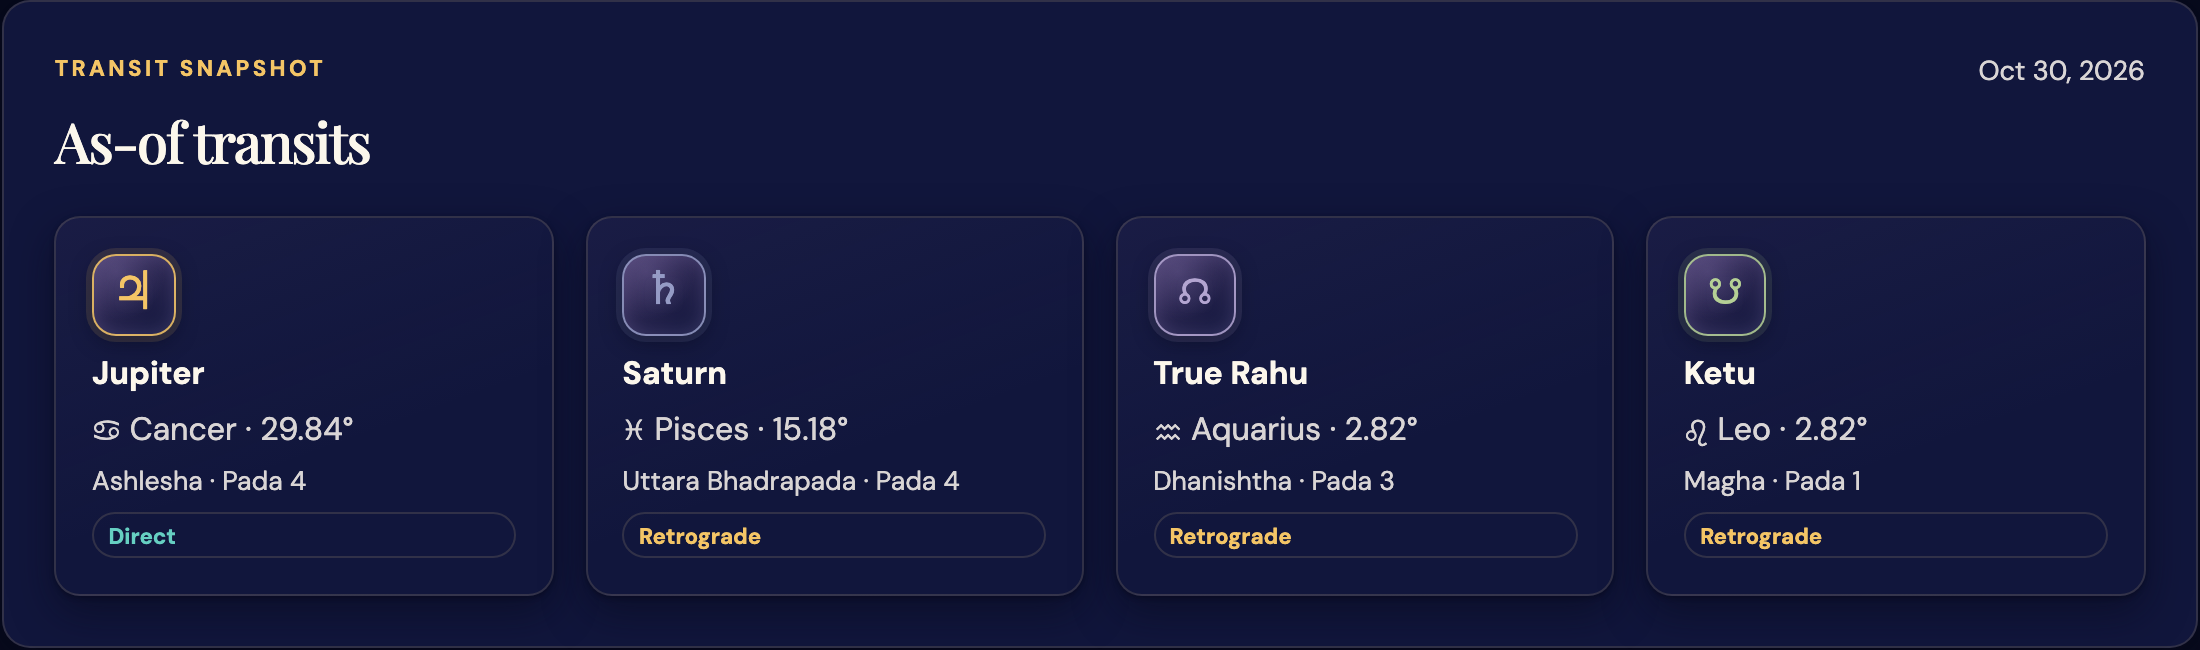 TRANSIT SNAPSHOT
Oct 30, 2026
As-of transits
♃
Jupiter
♋ Cancer · 29.84°
Ashlesha · Pada 4
Direct
♄
Saturn
♓ Pisces · 15.18°
Uttara Bhadrapada · Pada 4
Retrograde
☊
True Rahu
♒ Aquarius · 2.82°
Dhanishtha · Pada 3
Retrograde
☋
Ketu
♌ Leo · 2.82°
Magha · Pada 1
Retrograde